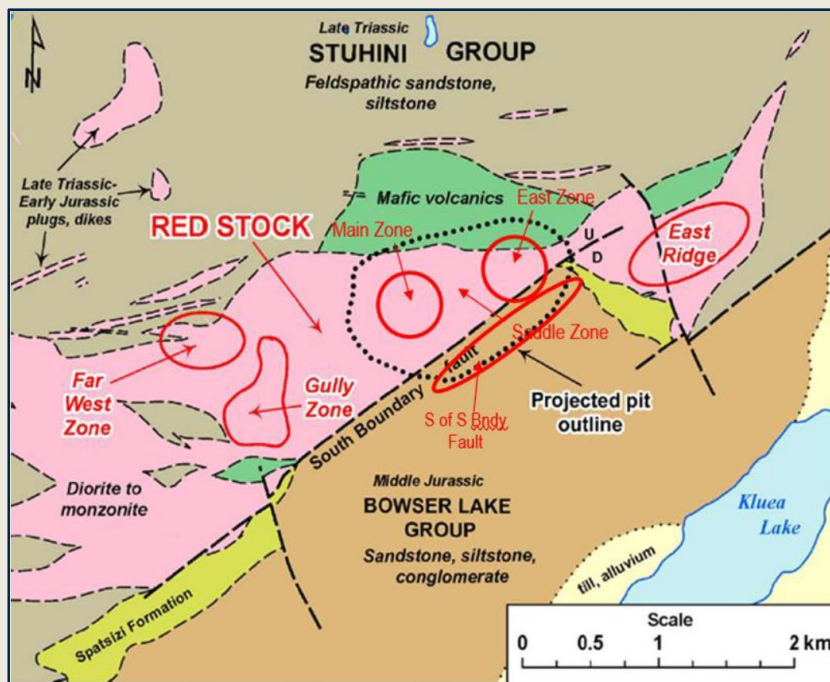 Late Triassic
STUHINI GROUP
Feldspathic sandstone,
siltstone
N
Late Triassic-
Early Jurassic
plugs, dikes
Mafic volcanics
East Zone
RED STOCK
Main Zone
U
D
East
Ridge
Saddle Zone
Far
West
Zone
Gully
Zone
South Boundary fault
Projected pit
outline
S of S Bndy
Fault
Diorite to
monzonite
Middle Jurassic
BOWSER LAKE
GROUP
Sandstone, siltstone,
conglomerate
Kluea
Lake
till, alluvium
Spatsizi Formation
Scale
0 0.5 1 2 km